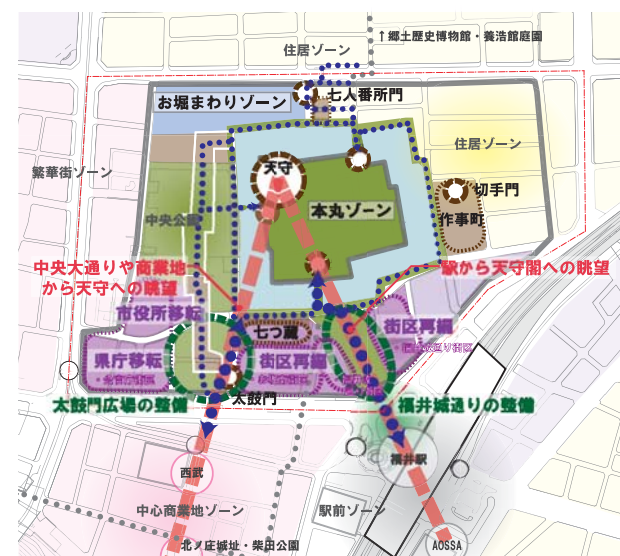 ↑郷土歴史博物館・養浩館庭園
住居ゾーン
お堀まわりゾーン
七人番所門
住居ゾーン
繁華街ゾーン
天守
切手門
本丸ゾーン
作事町
中央公園
中央大通りや商業地
から天守への眺望
駅から天守閣への眺望
市役所移転
七つ蔵
街区再編
県庁移転
街区再編
太鼓門
太鼓門広場の整備
福井城通りの整備
福井駅
西武
中心商業地ゾーン
駅前ゾーン
北ノ庄城址・柴田公園
AOSSA